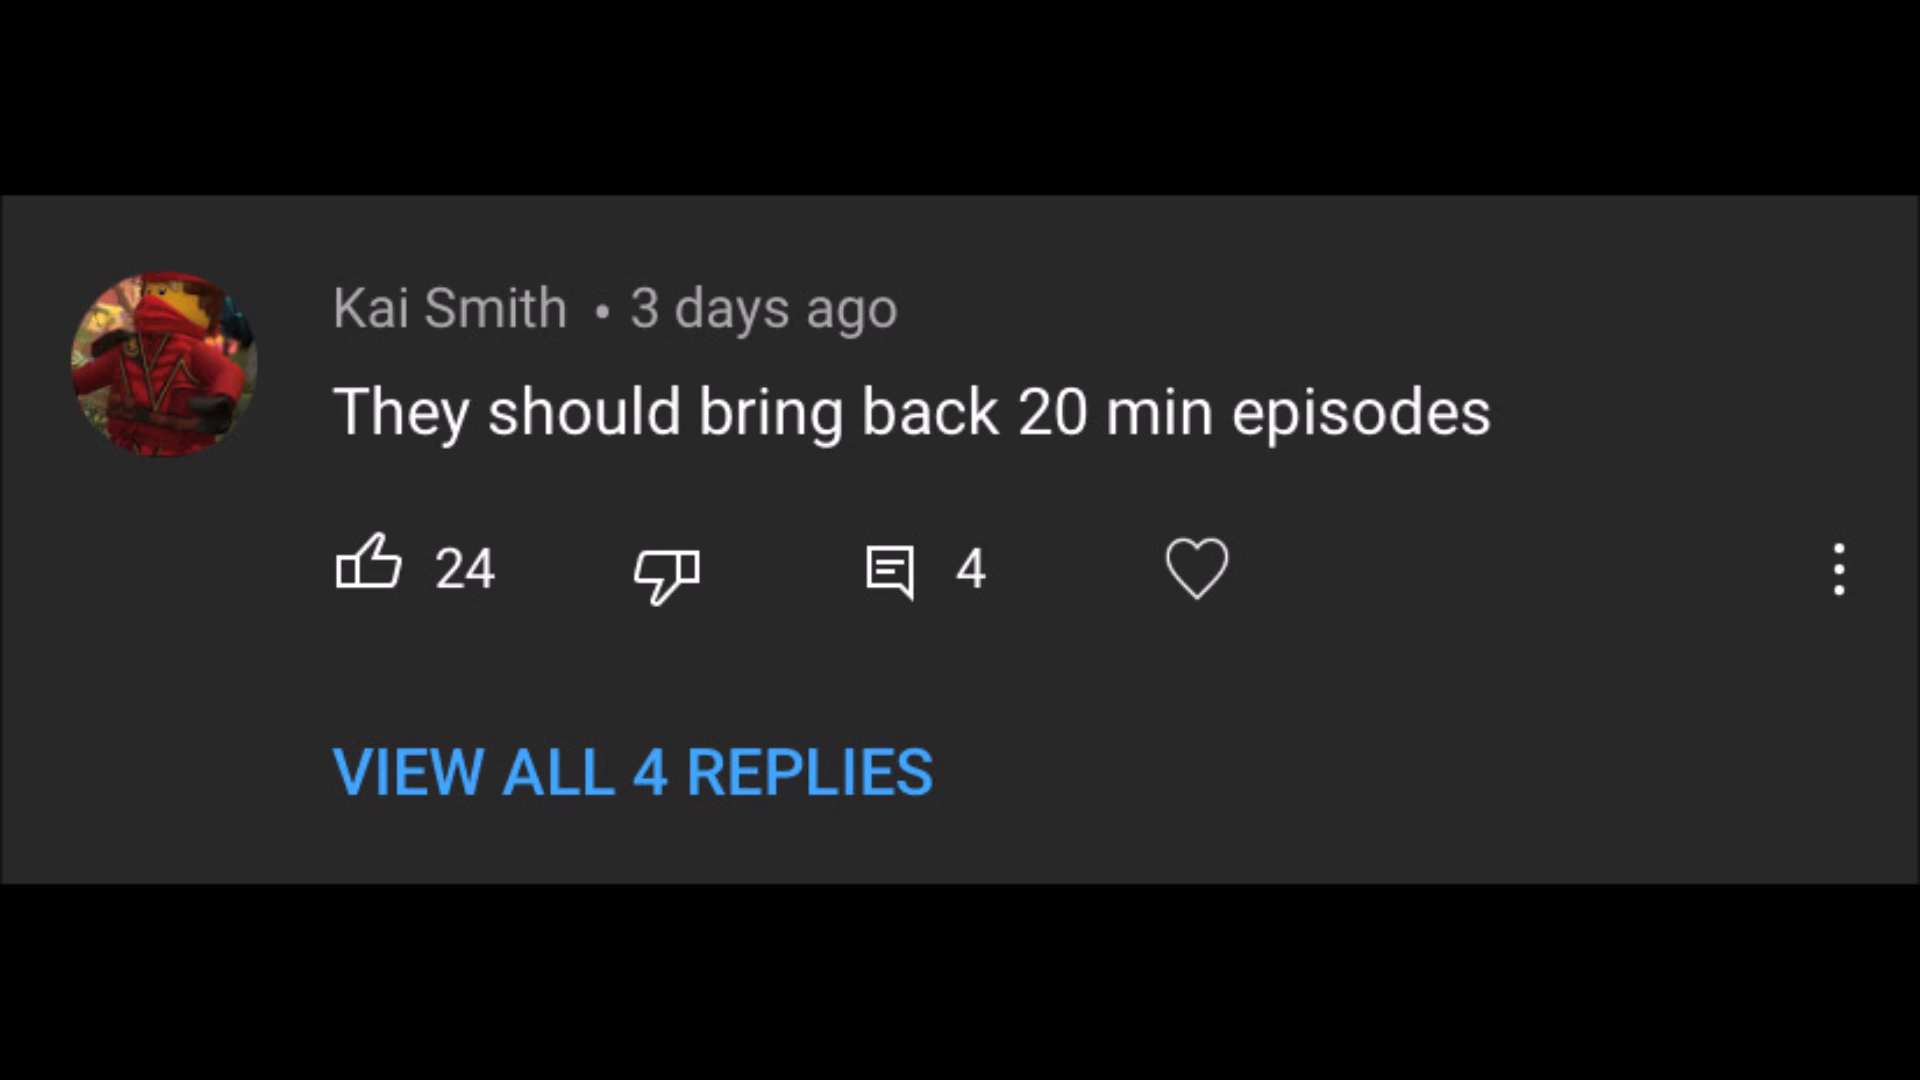 Kai Smith • 3 days ago
They should bring back 20 min episodes
24 4
VIEW ALL 4 REPLIES